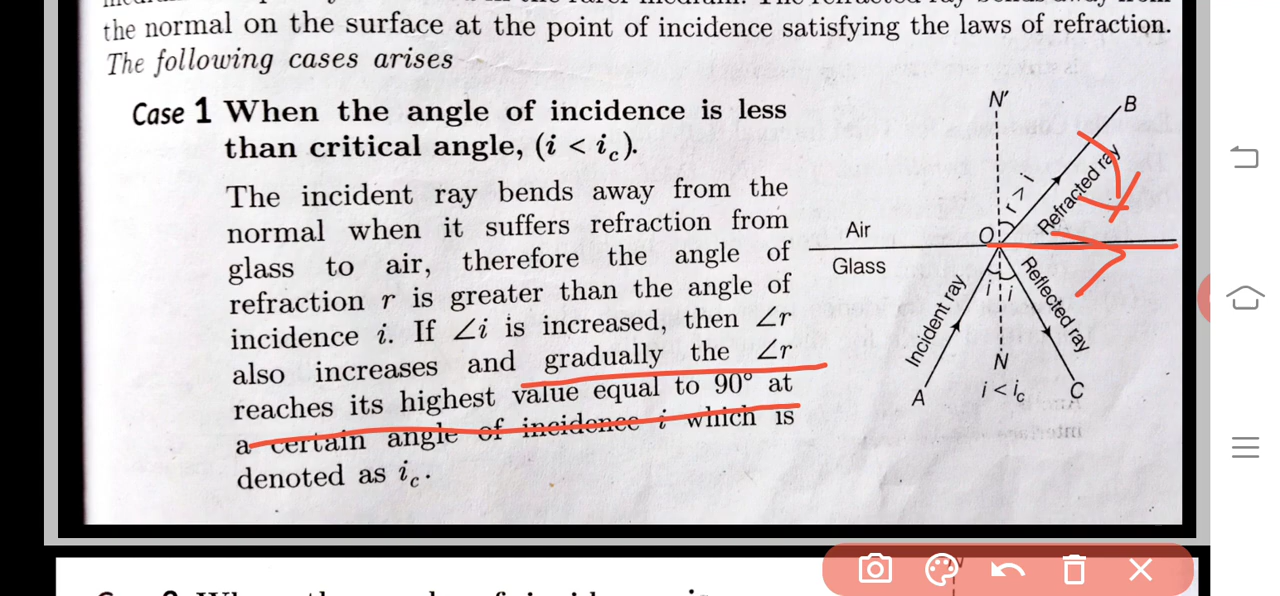 the normal on the surface at the point of incidence satisfying the laws of refraction.
The following cases arises
Case 1 When the angle of incidence is less
than critical angle, (i < ic).
The incident ray bends away from the
normal when it suffers refraction from
glass to air, therefore the angle of
refraction r is greater than the angle of
incidence i. If ∠i is increased, then ∠r
also increases and gradually the ∠r
reaches its highest value equal to 90° at
a certain angle of incidence i which is
denoted as ic.
N′
B
r > i
Refracted ray
Air
O
Glass
i i
Incident ray
Reflected ray
N
A
i < ic
C